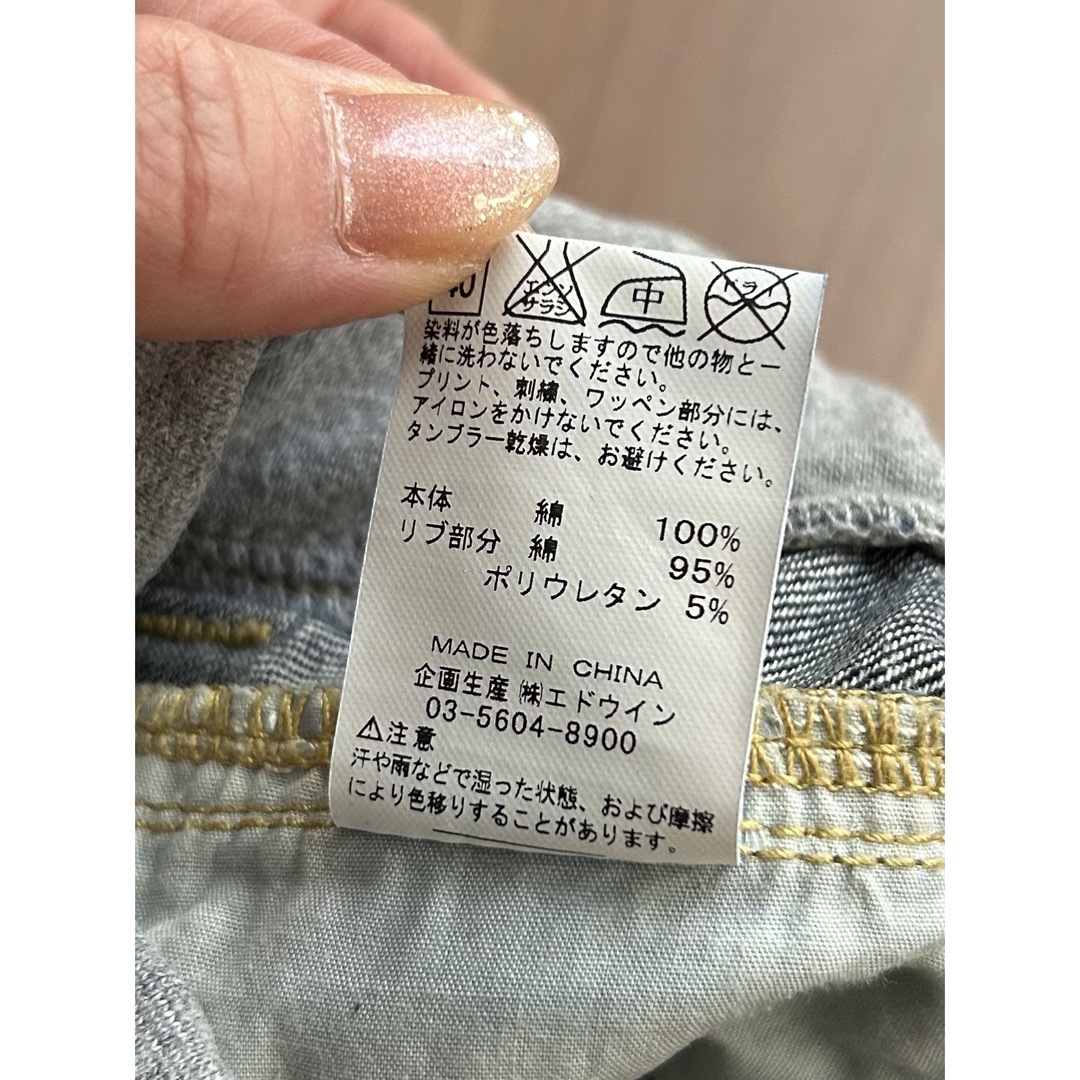 40
エンソ
サラシ
中
ドライ
染料が色落ちしますので他の物と一
緒に洗わないでください。
プリント、刺繍、ワッペン部分には、
アイロンをかけないでください。
タンブラー乾燥は、お避けください。
本体 綿 100%
リブ部分 綿 95%
ポリウレタン 5%
MADE IN CHINA
企画生産 ㈱エドウイン
03-5604-8900
⚠注意
汗や雨などで湿った状態、および摩擦
により色移りすることがあります。